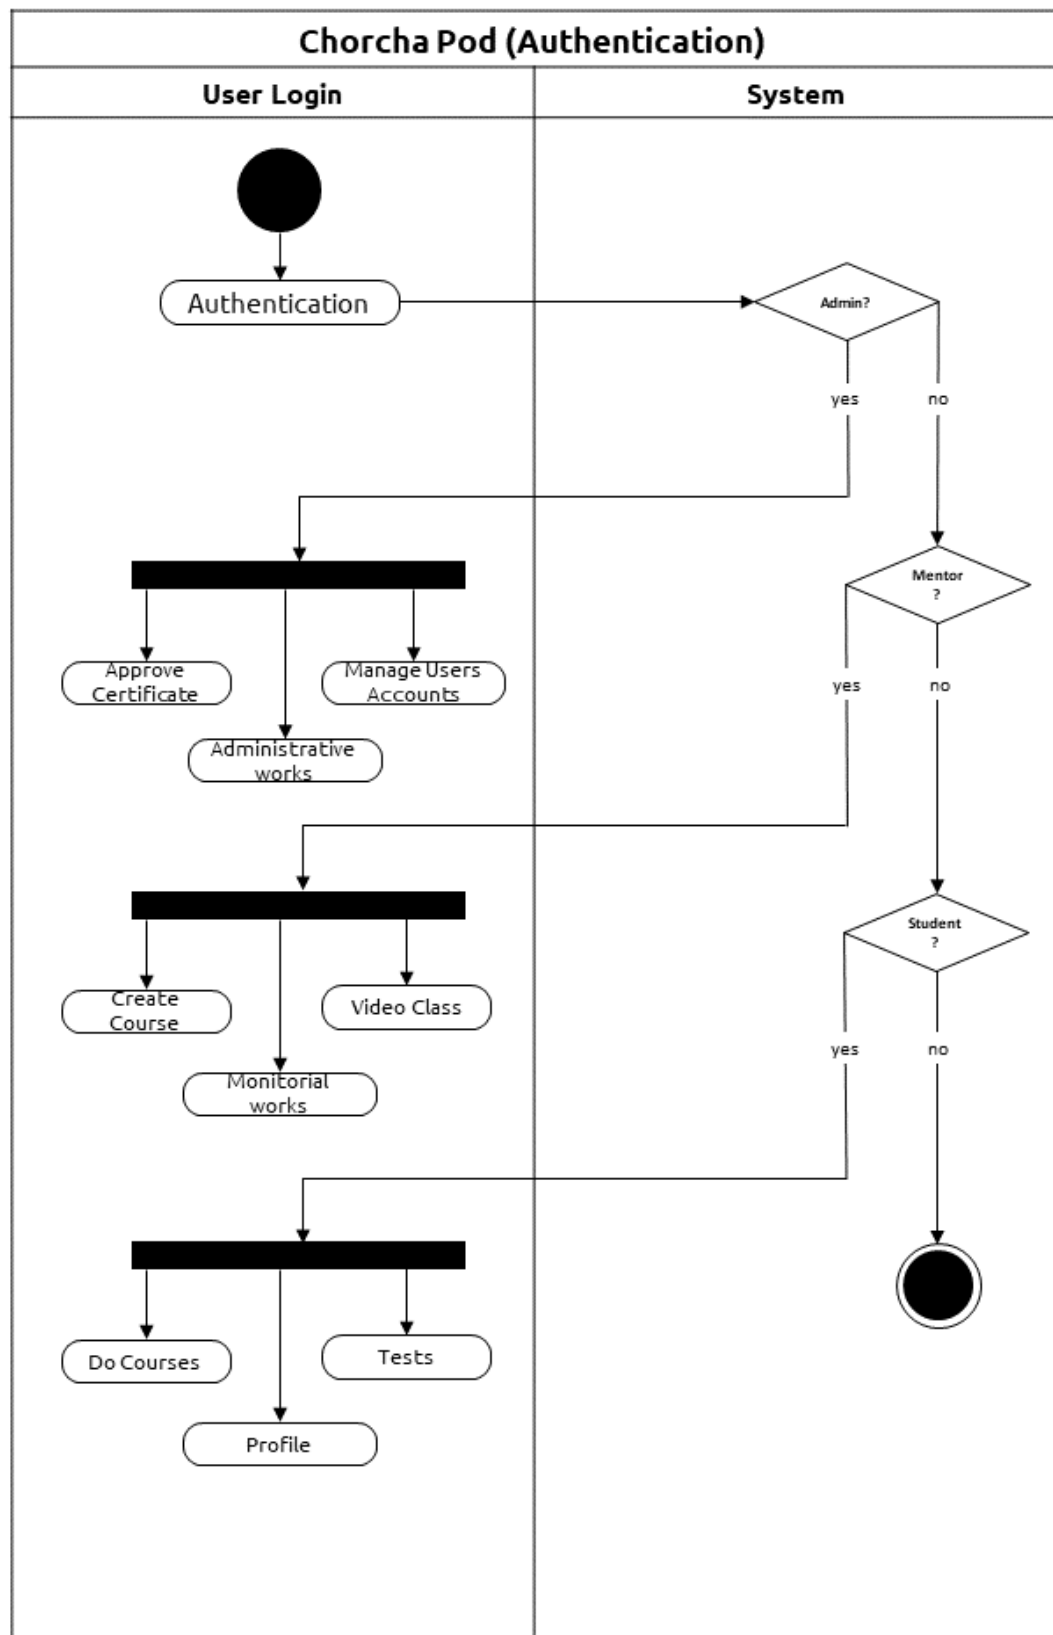 Chorcha Pod (Authentication)
User Login
System
Authentication
Admin?
yes
no
Mentor
?
Approve
Certificate
Manage Users
Accounts
yes
no
Administrative
works
Student
?
Create
Course
Video Class
yes
no
Monitorial
works
Do Courses
Tests
Profile